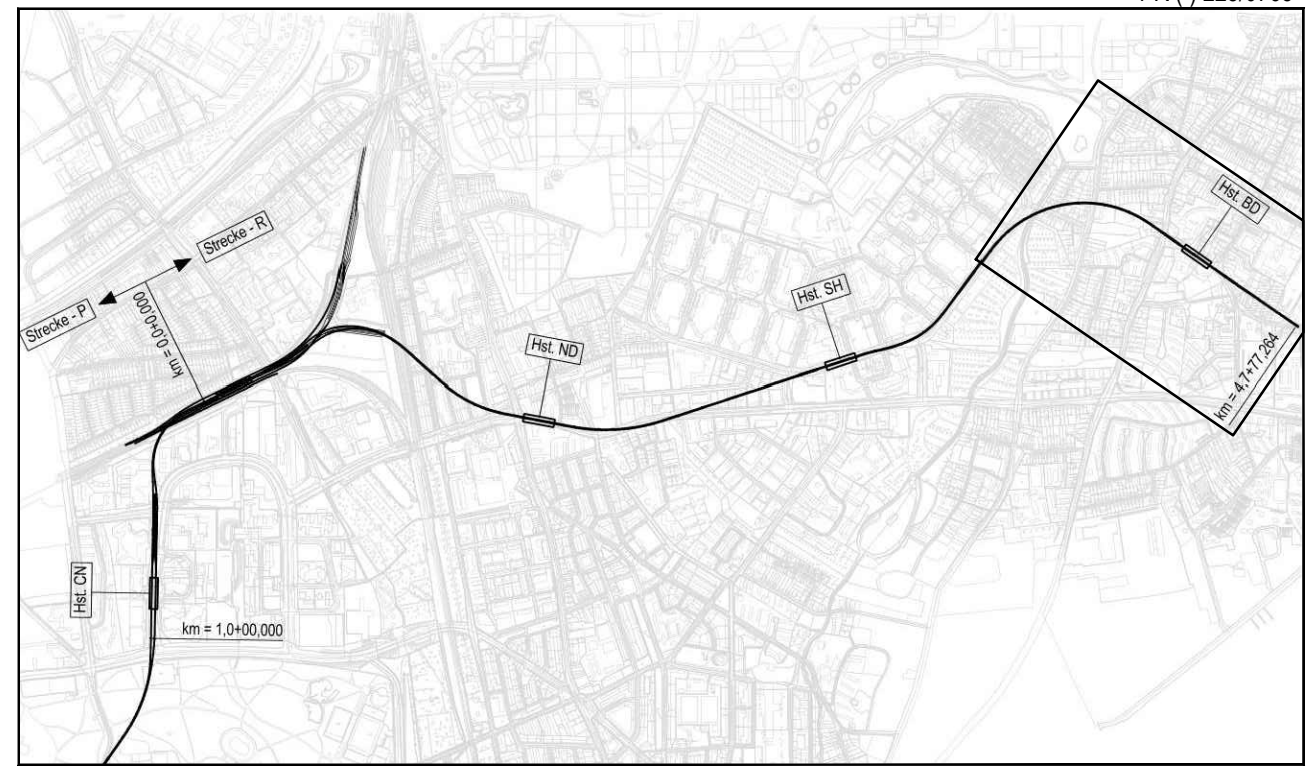 Hst. BD
Strecke - R
Strecke - P
km = 0,0+0,000
Hst. SH
Hst. ND
km = 4,7+77,264
Hst. CN
km = 1,0+00,000